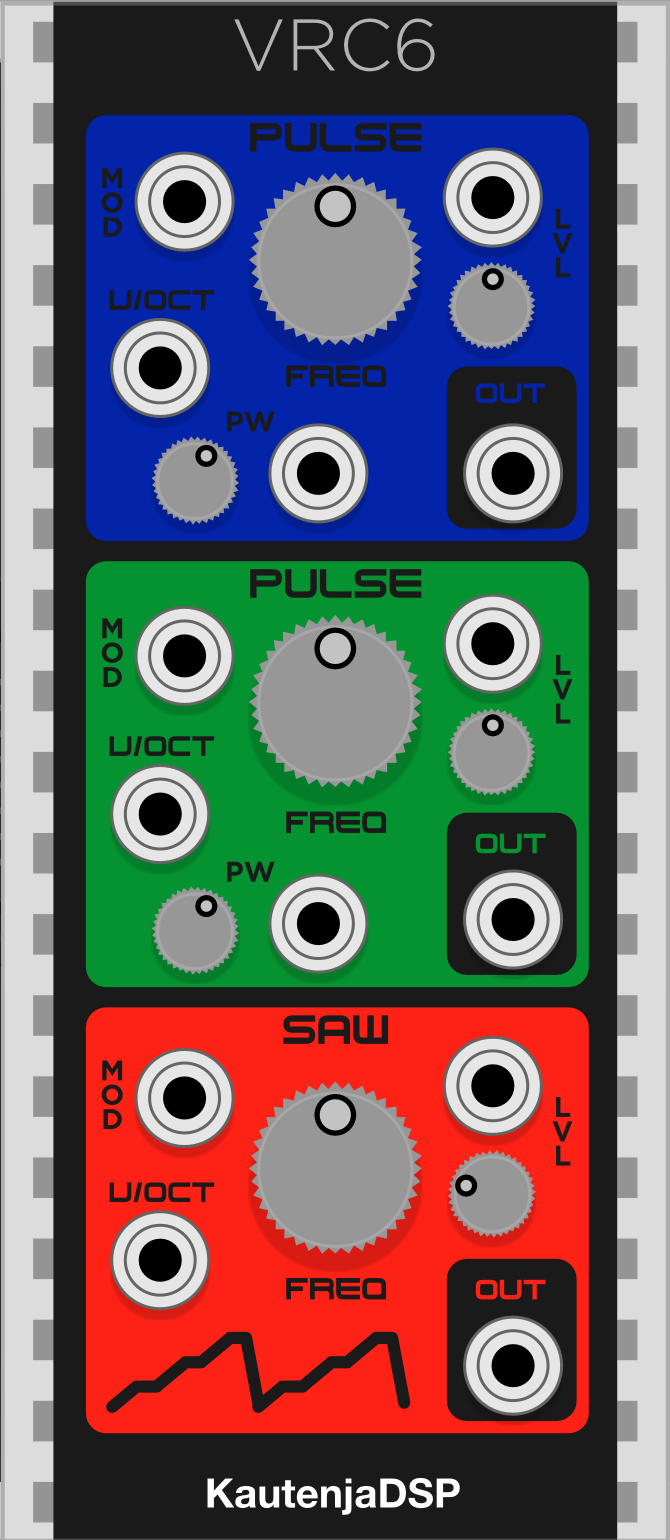 VRC6
PULSE
MOD
LVL
V/OCT
FREQ
PW
OUT
PULSE
MOD
LVL
V/OCT
FREQ
PW
OUT
SAW
MOD
LVL
V/OCT
FREQ
OUT
KautenjaDSP